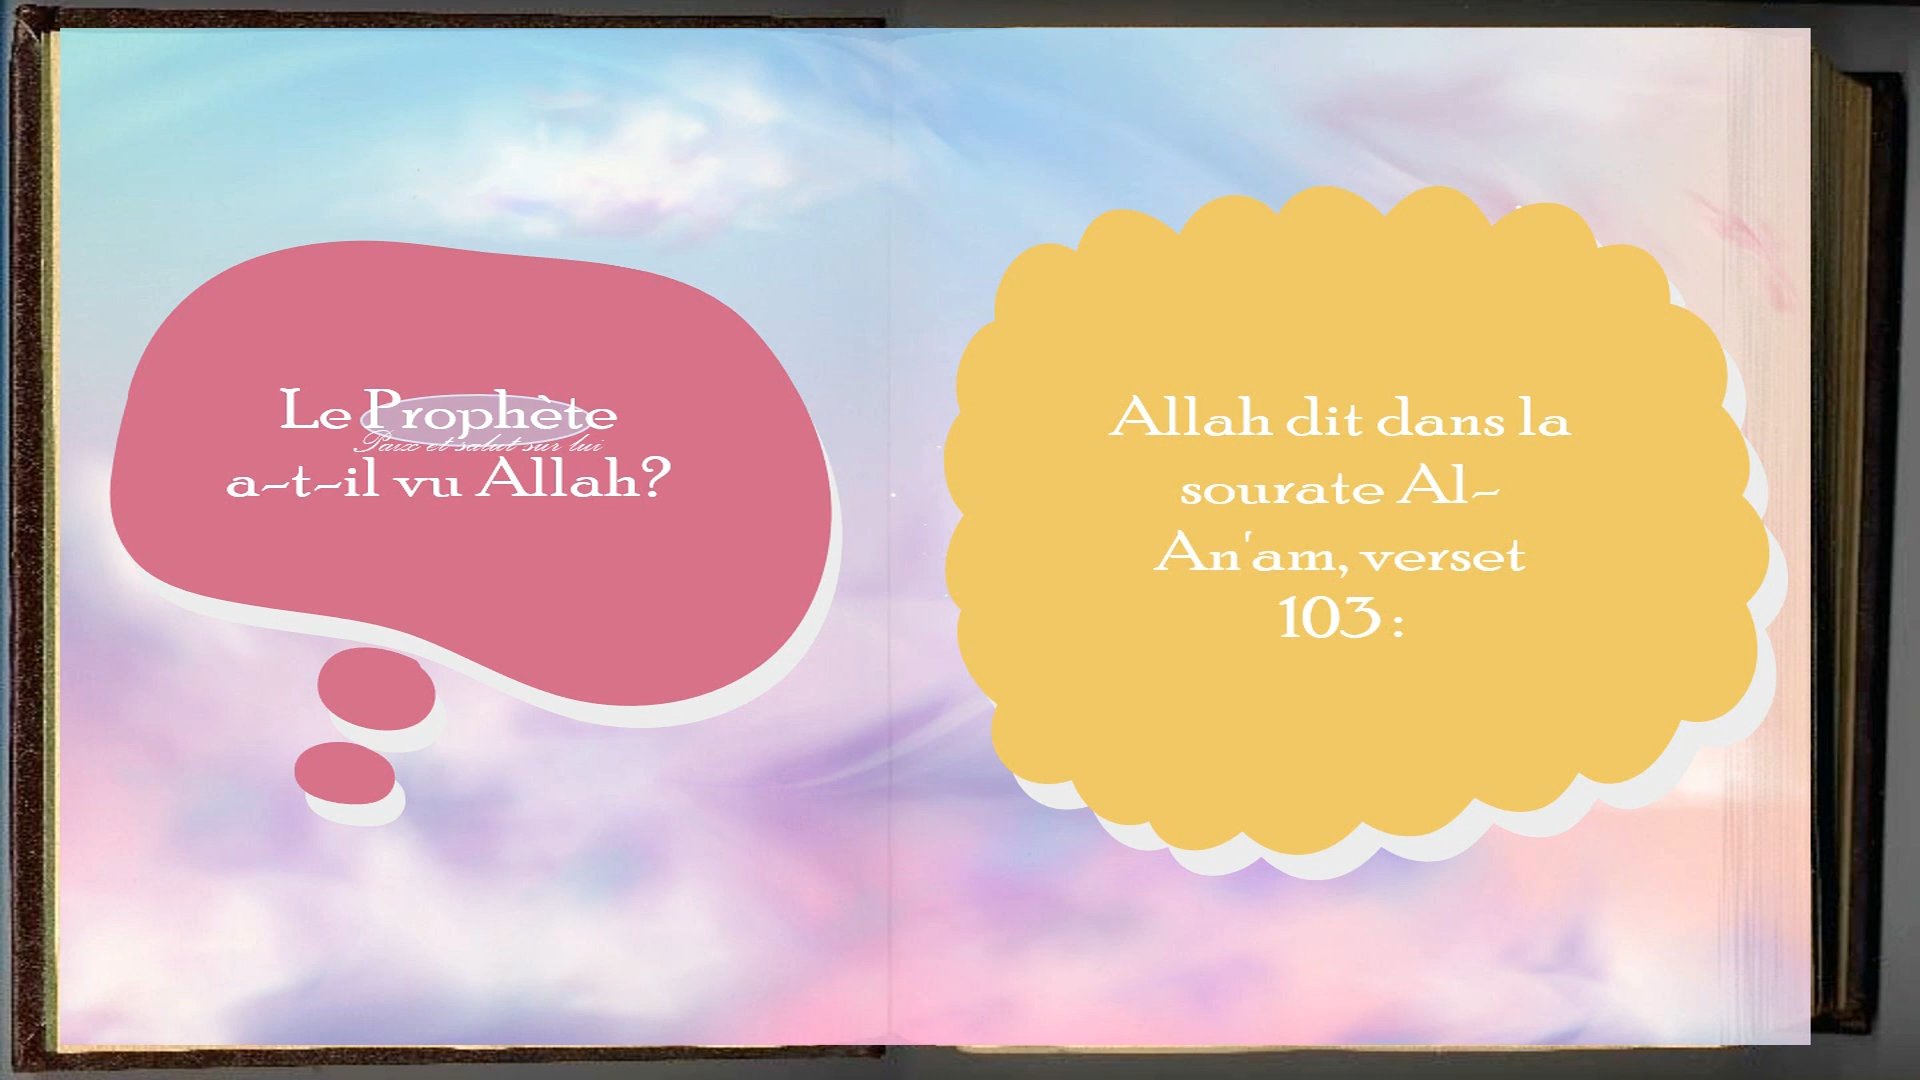 Le Prophète
Paix et salut sur lui
a-t-il vu Allah?
Allah dit dans la
sourate Al-
An'am, verset
103 :